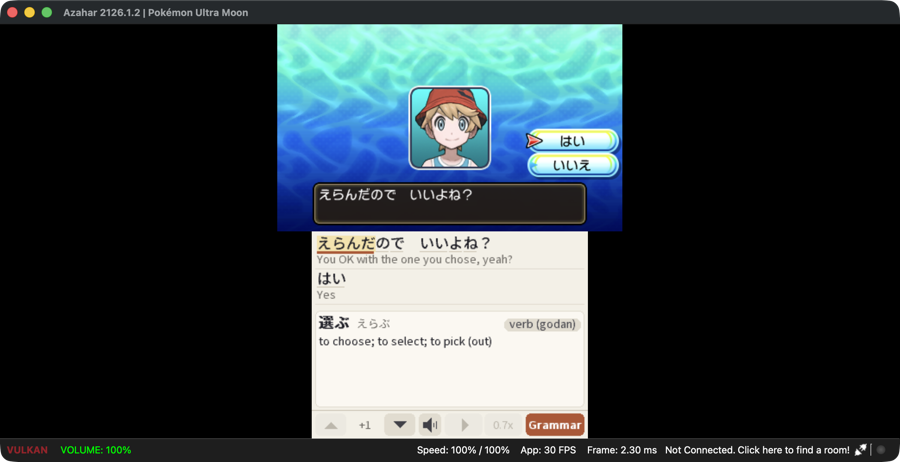 Azahar 2126.1.2 | Pokémon Ultra Moon
はい
いいえ
えらんだので　いいよね？
えらんだので　いいよね？
You OK with the one you chose, yeah?
はい
Yes
選ぶ えらぶ verb (godan)
to choose; to select; to pick (out)
+1 0.7x Grammar
VULKAN VOLUME: 100% Speed: 100% / 100% App: 30 FPS Frame: 2.30 ms Not Connected. Click here to find a room!